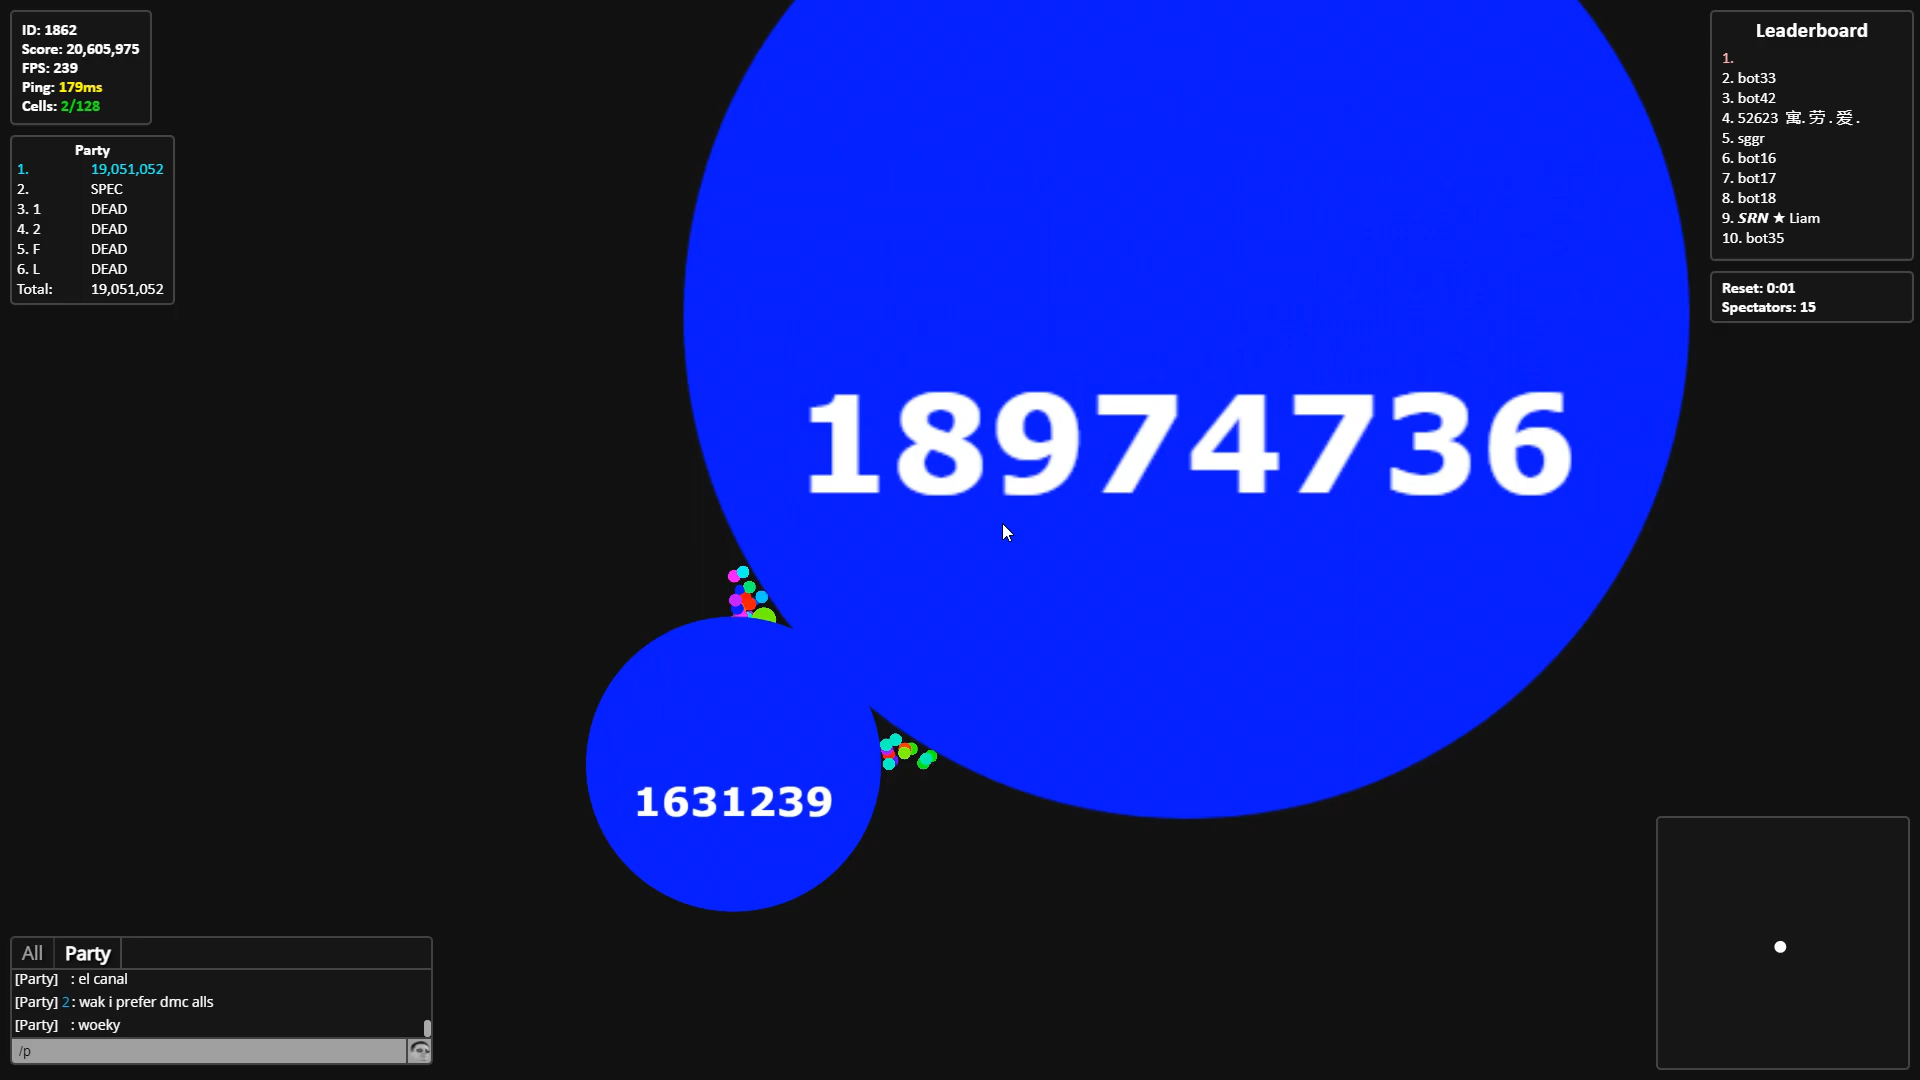 ID: 1862
Score: 20,605,975
FPS: 239
Ping: 179ms
Cells: 2/128
Party
1. 19,051,052
2. SPEC
3. 1 DEAD
4. 2 DEAD
5. F DEAD
6. L DEAD
Total: 19,051,052
18974736
1631239
Leaderboard
1.
2. bot33
3. bot42
4. 52623 寓.劳.爱.
5. sggr
6. bot16
7. bot17
8. bot18
9. SRN ★ Liam
10. bot35
Reset: 0:01
Spectators: 15
All Party
[Party] : el canal
[Party] 2: wak i prefer dmc alls
[Party] : woeky
/p